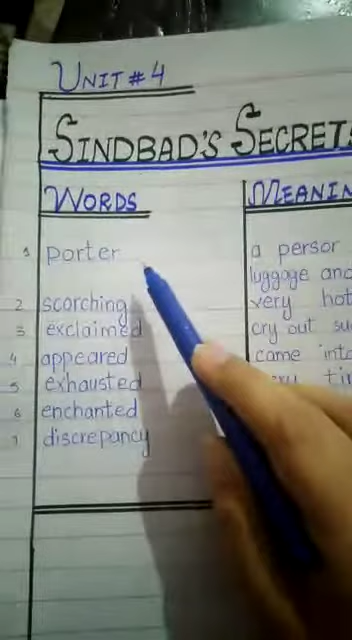 UNIT # 4
SINDBAD'S SECRET
WORDS
1 porter
a person
luggage and
2 scorching
very hot
3 exclaimed
cry out su
4 appeared
came into
5 exhausted
6 enchanted
7 discrepancy